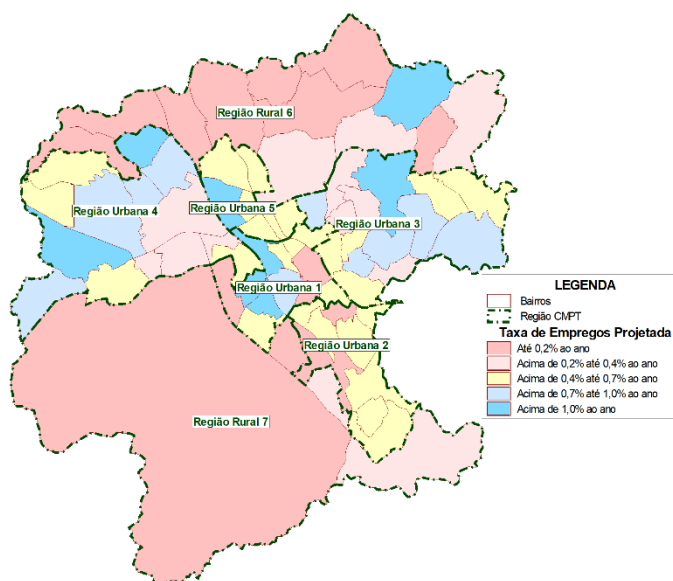 Região Rural 6
Região Urbana 4
Região Urbana 5
Região Urbana 3
Região Urbana 1
Região Urbana 2
Região Rural 7
LEGENDA
Bairros
Região CMPT
Taxa de Empregos Projetada
Até 0,2% ao ano
Acima de 0,2% até 0,4% ao ano
Acima de 0,4% até 0,7% ao ano
Acima de 0,7% até 1,0% ao ano
Acima de 1,0% ao ano